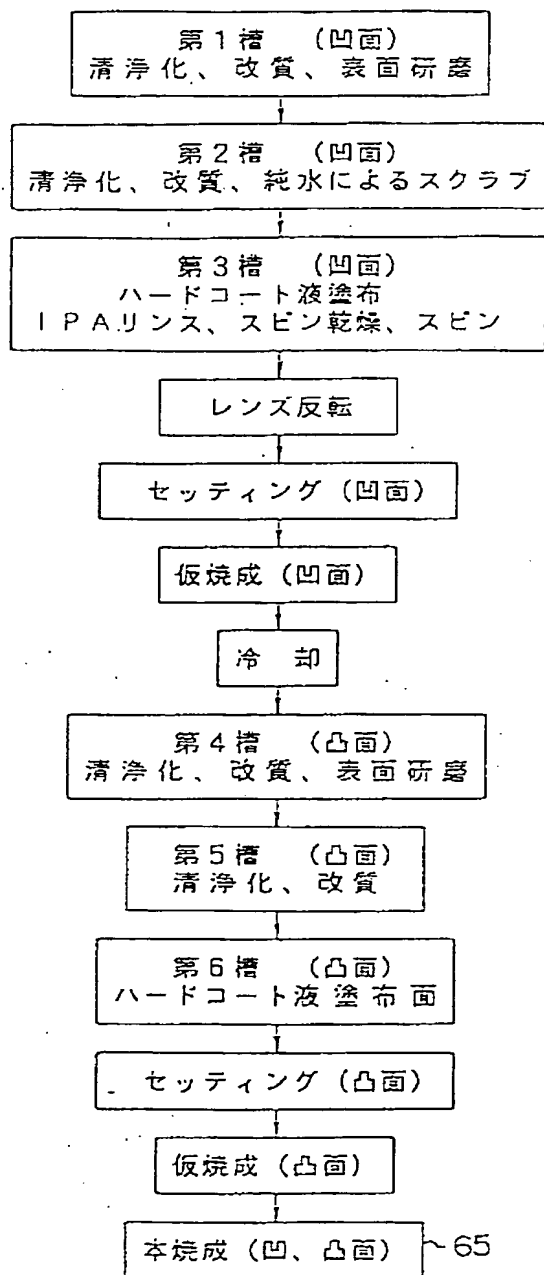 第1槽 (凹面)
清浄化、改質、表面研磨
第2槽 (凹面)
清浄化、改質、純水によるスクラブ
第3槽 (凹面)
ハードコート液塗布
IPAリンス、スピン乾燥、スピン
レンズ反転
セッティング(凹面)
仮焼成(凹面)
冷却
第4槽 (凸面)
清浄化、改質、表面研磨
第5槽 (凸面)
清浄化、改質
第6槽 (凸面)
ハードコート液塗布面
セッティング(凸面)
仮焼成(凸面)
本焼成(凹、凸面) 65